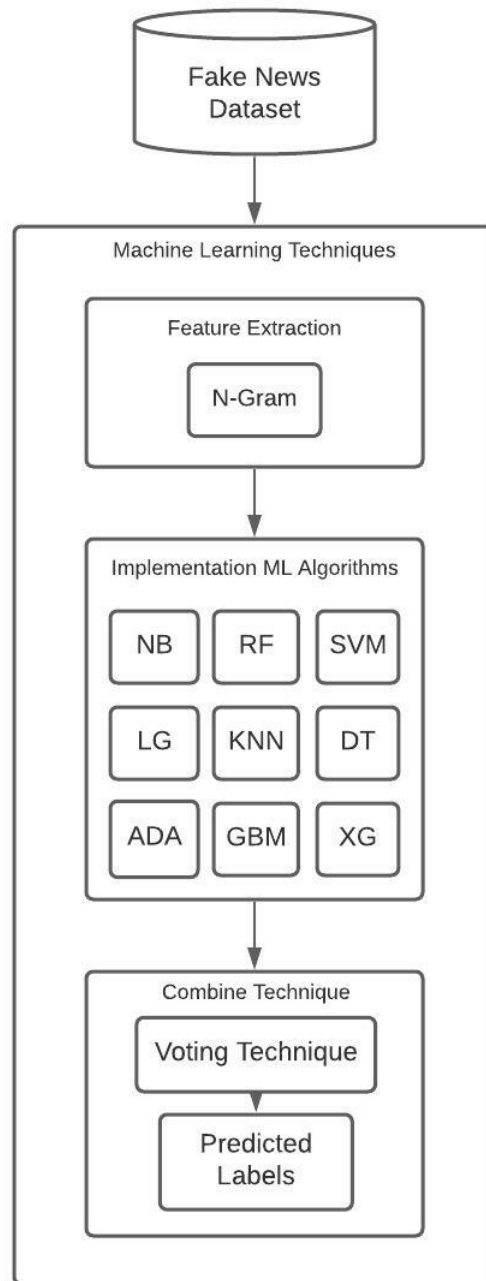 Fake News
Dataset
Machine Learning Techniques
Feature Extraction
N-Gram
Implementation ML Algorithms
NB RF SVM
LG KNN DT
ADA GBM XG
Combine Technique
Voting Technique
Predicted
Labels